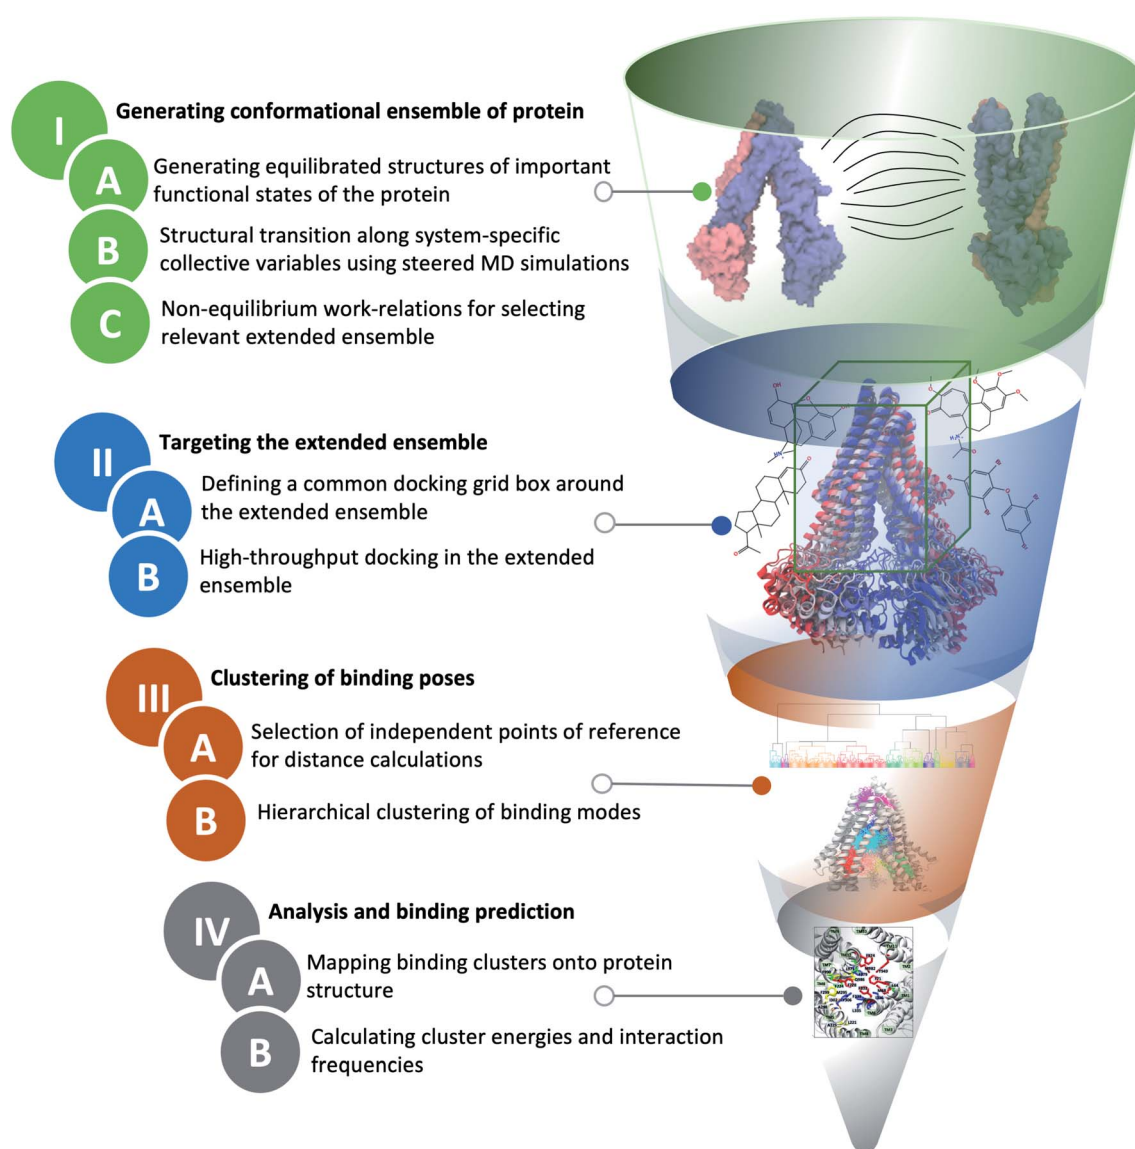 I
Generating conformational ensemble of protein
A
Generating equilibrated structures of important
functional states of the protein
B
Structural transition along system-specific
collective variables using steered MD simulations
C
Non-equilibrium work-relations for selecting
relevant extended ensemble
II
Targeting the extended ensemble
A
Defining a common docking grid box around
the extended ensemble
B
High-throughput docking in the extended
ensemble
III
Clustering of binding poses
A
Selection of independent points of reference
for distance calculations
B
Hierarchical clustering of binding modes
IV
Analysis and binding prediction
A
Mapping binding clusters onto protein
structure
B
Calculating cluster energies and interaction
frequencies